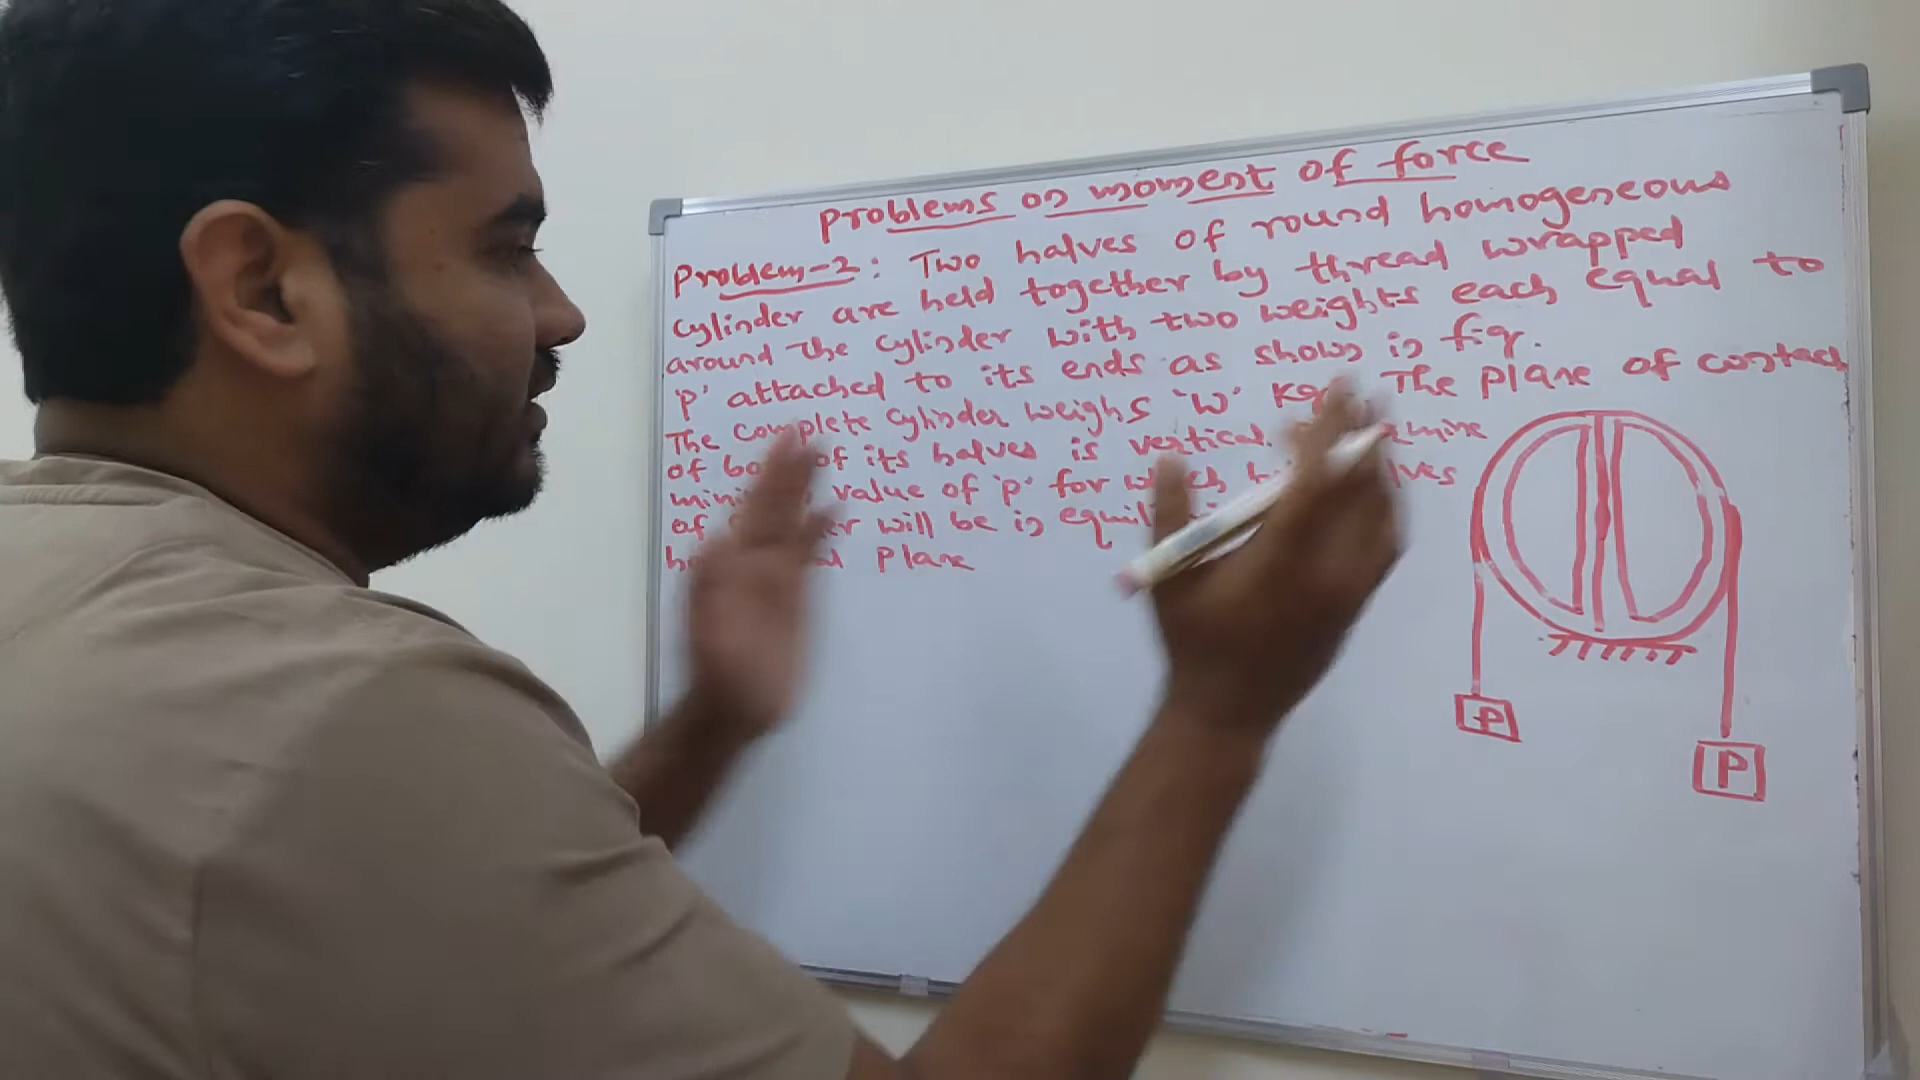 Problems on moment of force
Problem-2: Two halves of round homogeneous
cylinder are held together by thread wrapped
around the cylinder with two weights each equal to
'P' attached to its ends as shown in fig.
The complete cylinder weighs 'W' The plane of contact
of of its halves is vertical.
value of 'P' for which
of will be in
plane
P
P